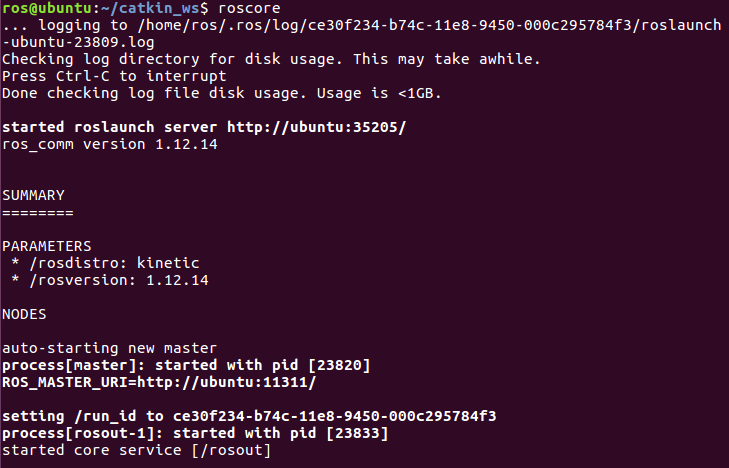 ros@ubuntu:~/catkin_ws$ roscore
... logging to /home/ros/.ros/log/ce30f234-b74c-11e8-9450-000c295784f3/roslaunch
-ubuntu-23809.log
Checking log directory for disk usage. This may take awhile.
Press Ctrl-C to interrupt
Done checking log file disk usage. Usage is <1GB.
started roslaunch server http://ubuntu:35205/
ros_comm version 1.12.14
SUMMARY
========
PARAMETERS
 * /rosdistro: kinetic
 * /rosversion: 1.12.14
NODES
auto-starting new master
process[master]: started with pid [23820]
ROS_MASTER_URI=http://ubuntu:11311/
setting /run_id to ce30f234-b74c-11e8-9450-000c295784f3
process[rosout-1]: started with pid [23833]
started core service [/rosout]